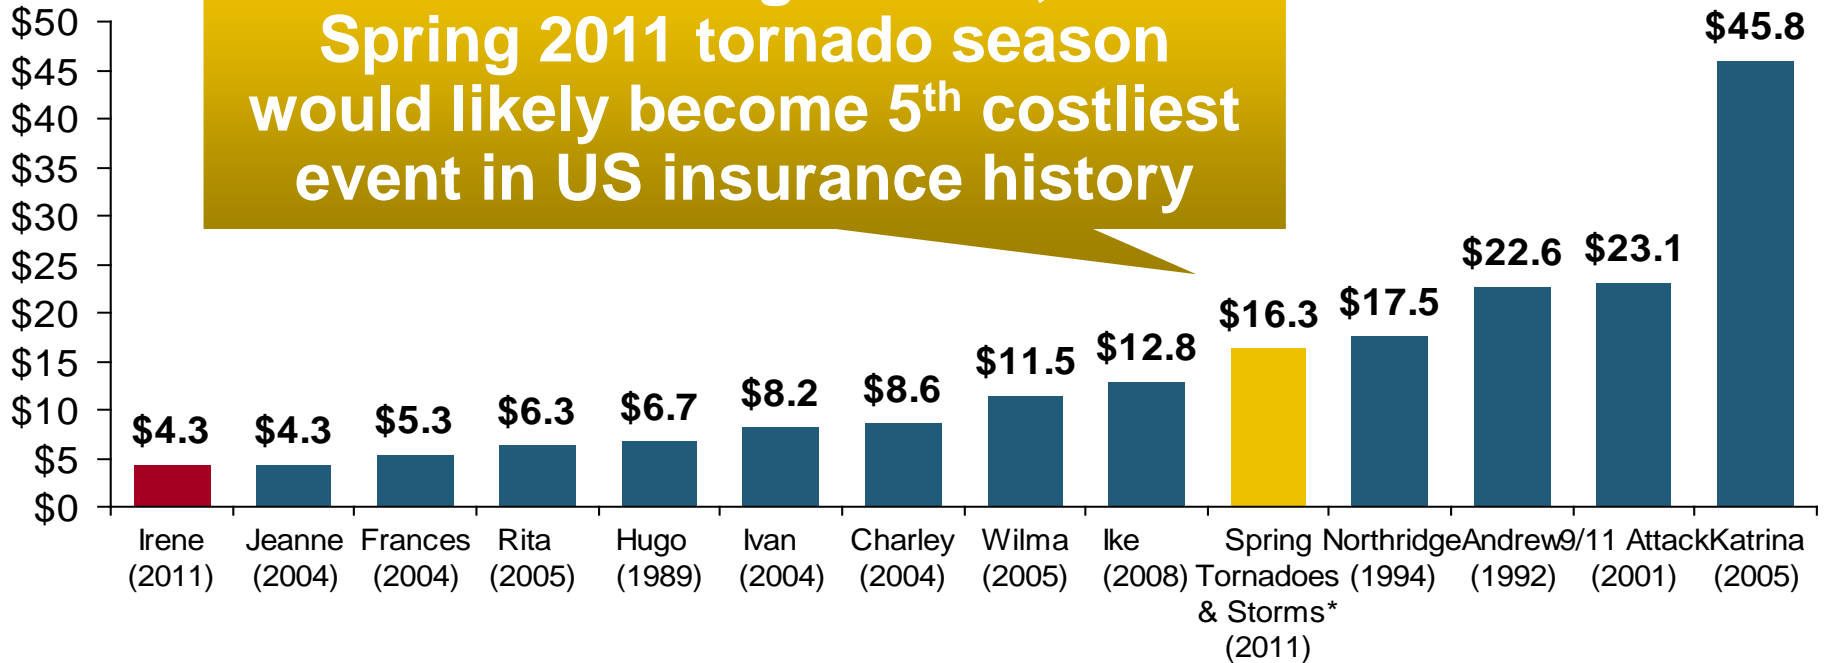 $50
$45
$40
$35
$30
$25
$20
$15
$10
$5
$0
Spring 2011 tornado season
would likely become 5th costliest
event in US insurance history
$4.3
$4.3
$5.3
$6.3
$6.7
$8.2
$8.6
$11.5
$12.8
$16.3
$17.5
$22.6
$23.1
$45.8
Irene
(2011)
Jeanne
(2004)
Frances
(2004)
Rita
(2005)
Hugo
(1989)
Ivan
(2004)
Charley
(2004)
Wilma
(2005)
Ike
(2008)
Spring
Tornadoes
& Storms*
(2011)
Northridge
(1994)
Andrew
(1992)
9/11 Attack
(2001)
Katrina
(2005)